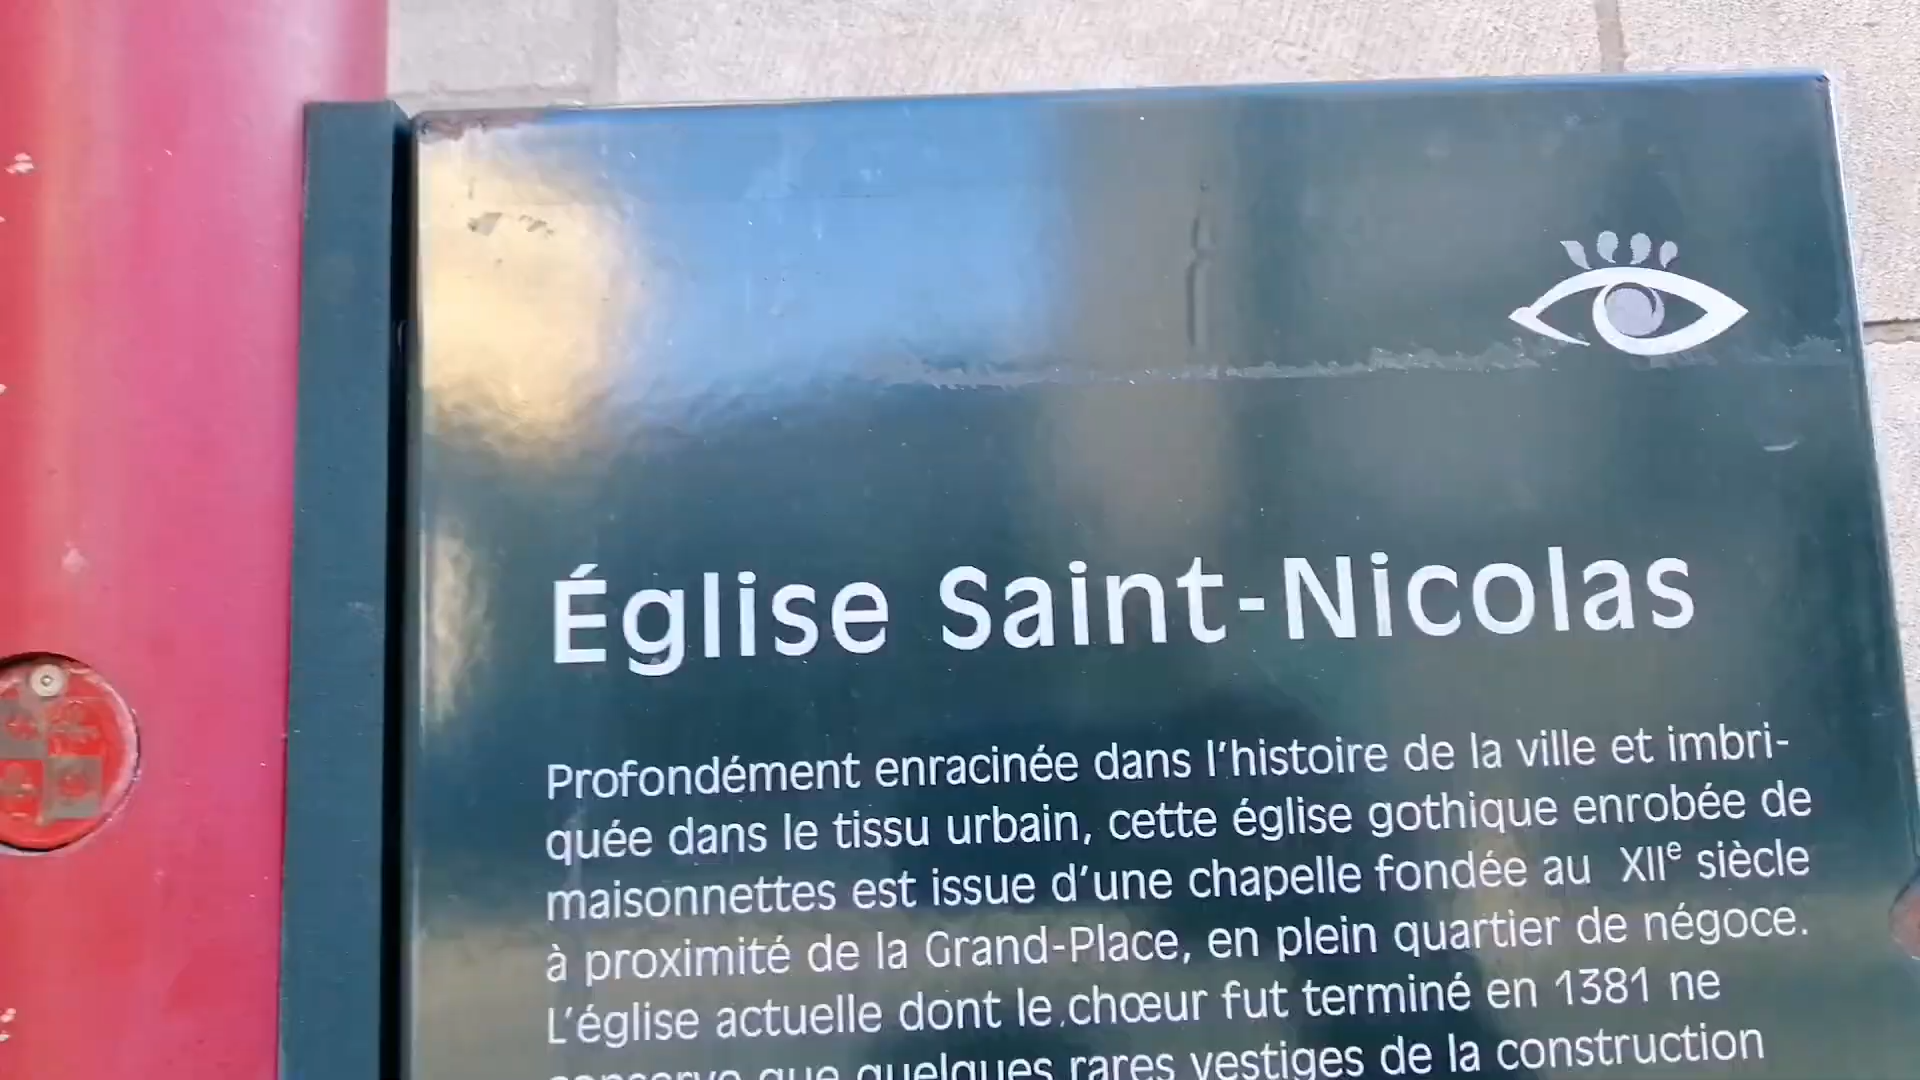 Église Saint-Nicolas
Profondément enracinée dans l'histoire de la ville et imbri-
quée dans le tissu urbain, cette église gothique enrobée de
maisonnettes est issue d'une chapelle fondée au XIIe siècle
à proximité de la Grand-Place, en plein quartier de négoce.
L'église actuelle dont le chœur fut terminé en 1381 ne
conserve que quelques rares vestiges de la construction